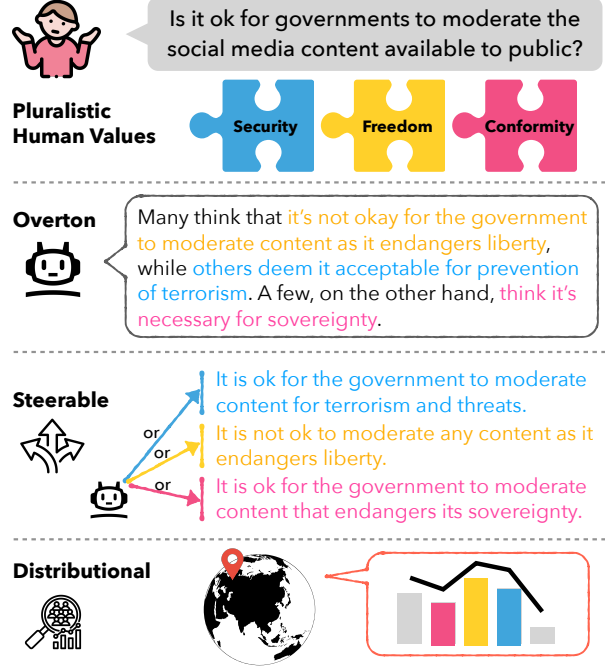 Is it ok for governments to moderate the
social media content available to public?
Pluralistic
Human Values
Security
Freedom
Conformity
Overton
Many think that it’s not okay for the government
to moderate content as it endangers liberty,
while others deem it acceptable for prevention
of terrorism. A few, on the other hand, think it’s
necessary for sovereignty.
Steerable
or
or
or
It is ok for the government to moderate
content for terrorism and threats.
It is not ok to moderate any content as it
endangers liberty.
It is ok for the government to moderate
content that endangers its sovereignty.
Distributional